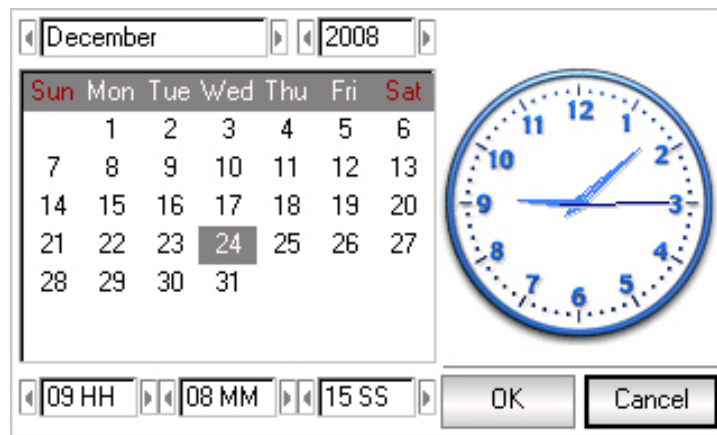 December 2008
Sun Mon Tue Wed Thu Fri Sat
1 2 3 4 5 6
7 8 9 10 11 12 13
14 15 16 17 18 19 20
21 22 23 24 25 26 27
28 29 30 31
12
11 1
10 2
9 3
8 4
7 5
6
09 HH 08 MM 15 SS OK Cancel